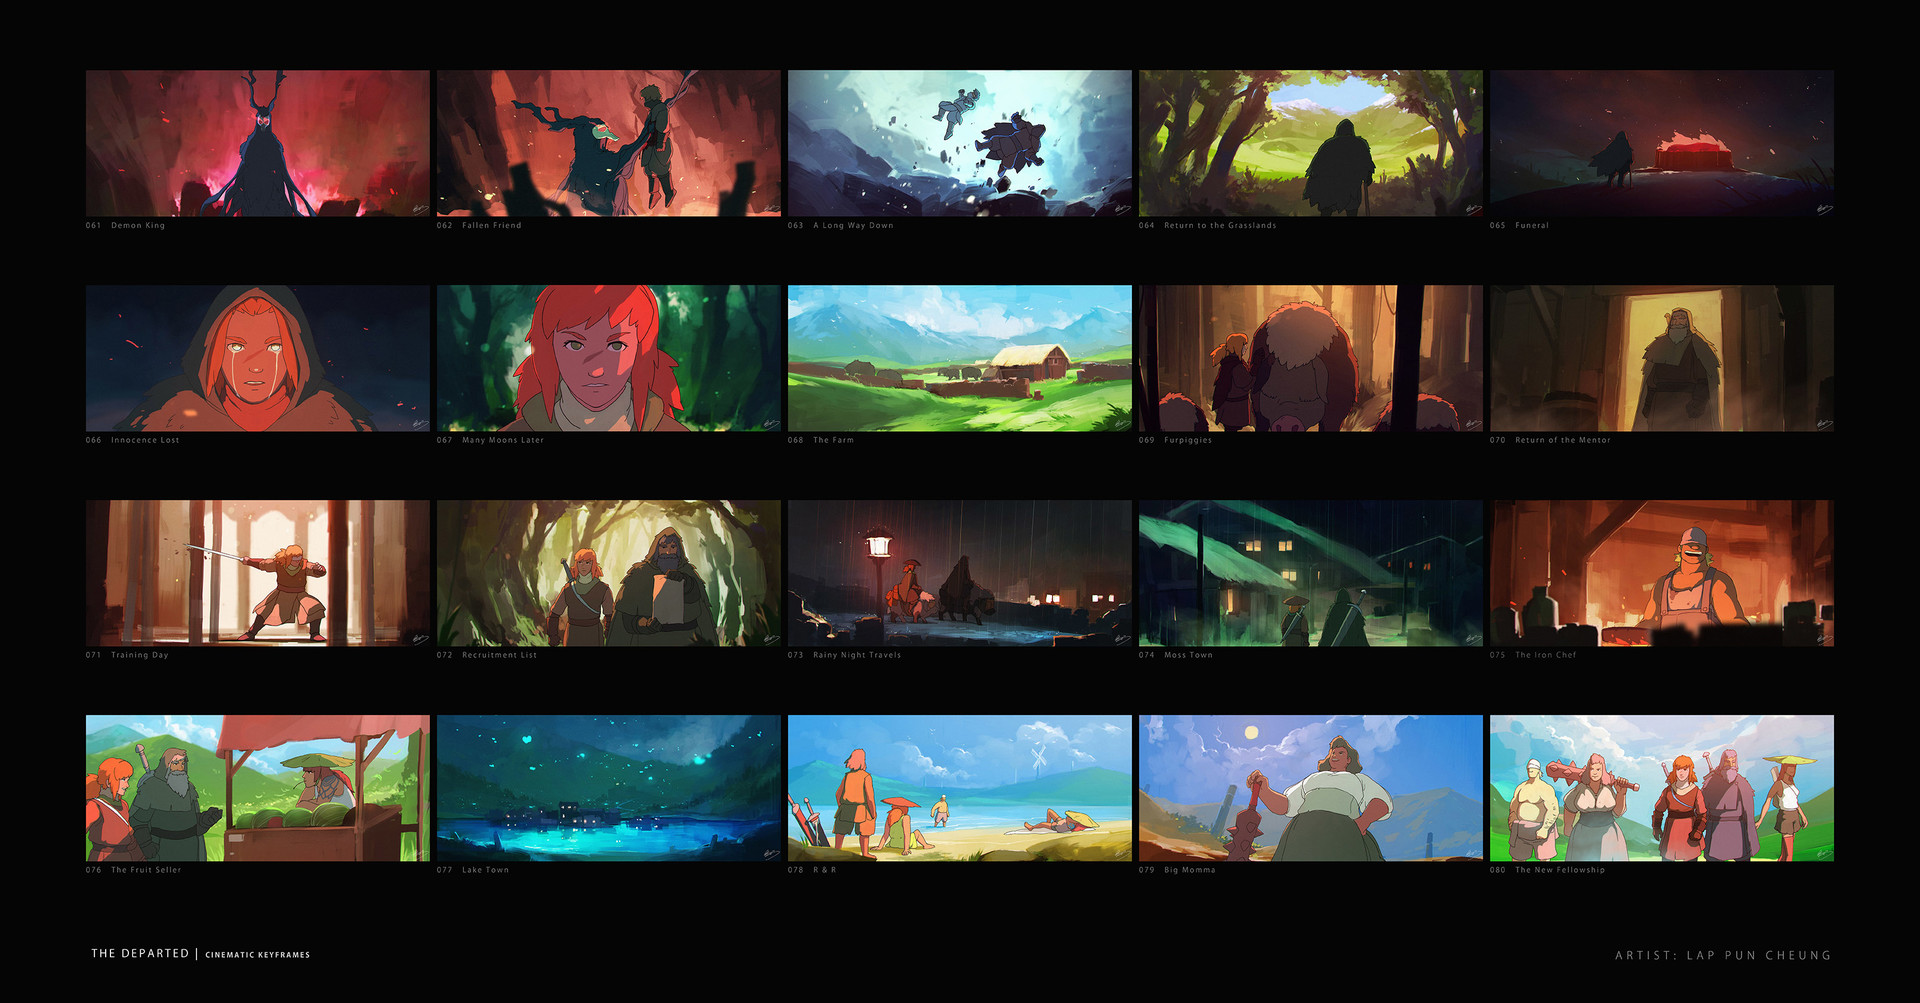 061 Demon King
062 Fallen Friend
063 A Long Way Down
064 Return to the Grasslands
065 Funeral
066 Innocence Lost
067 Many Moons Later
068 The Farm
069 Furpiggies
070 Return of the Mentor
071 Training Day
072 Recruitment List
073 Rainy Night Travels
074 Moss Town
075 The Iron Chef
076 The Fruit Seller
077 Lake Town
078 R & R
079 Big Momma
080 The New Fellowship
THE DEPARTED | CINEMATIC KEYFRAMES
ARTIST: LAP PUN CHEUNG